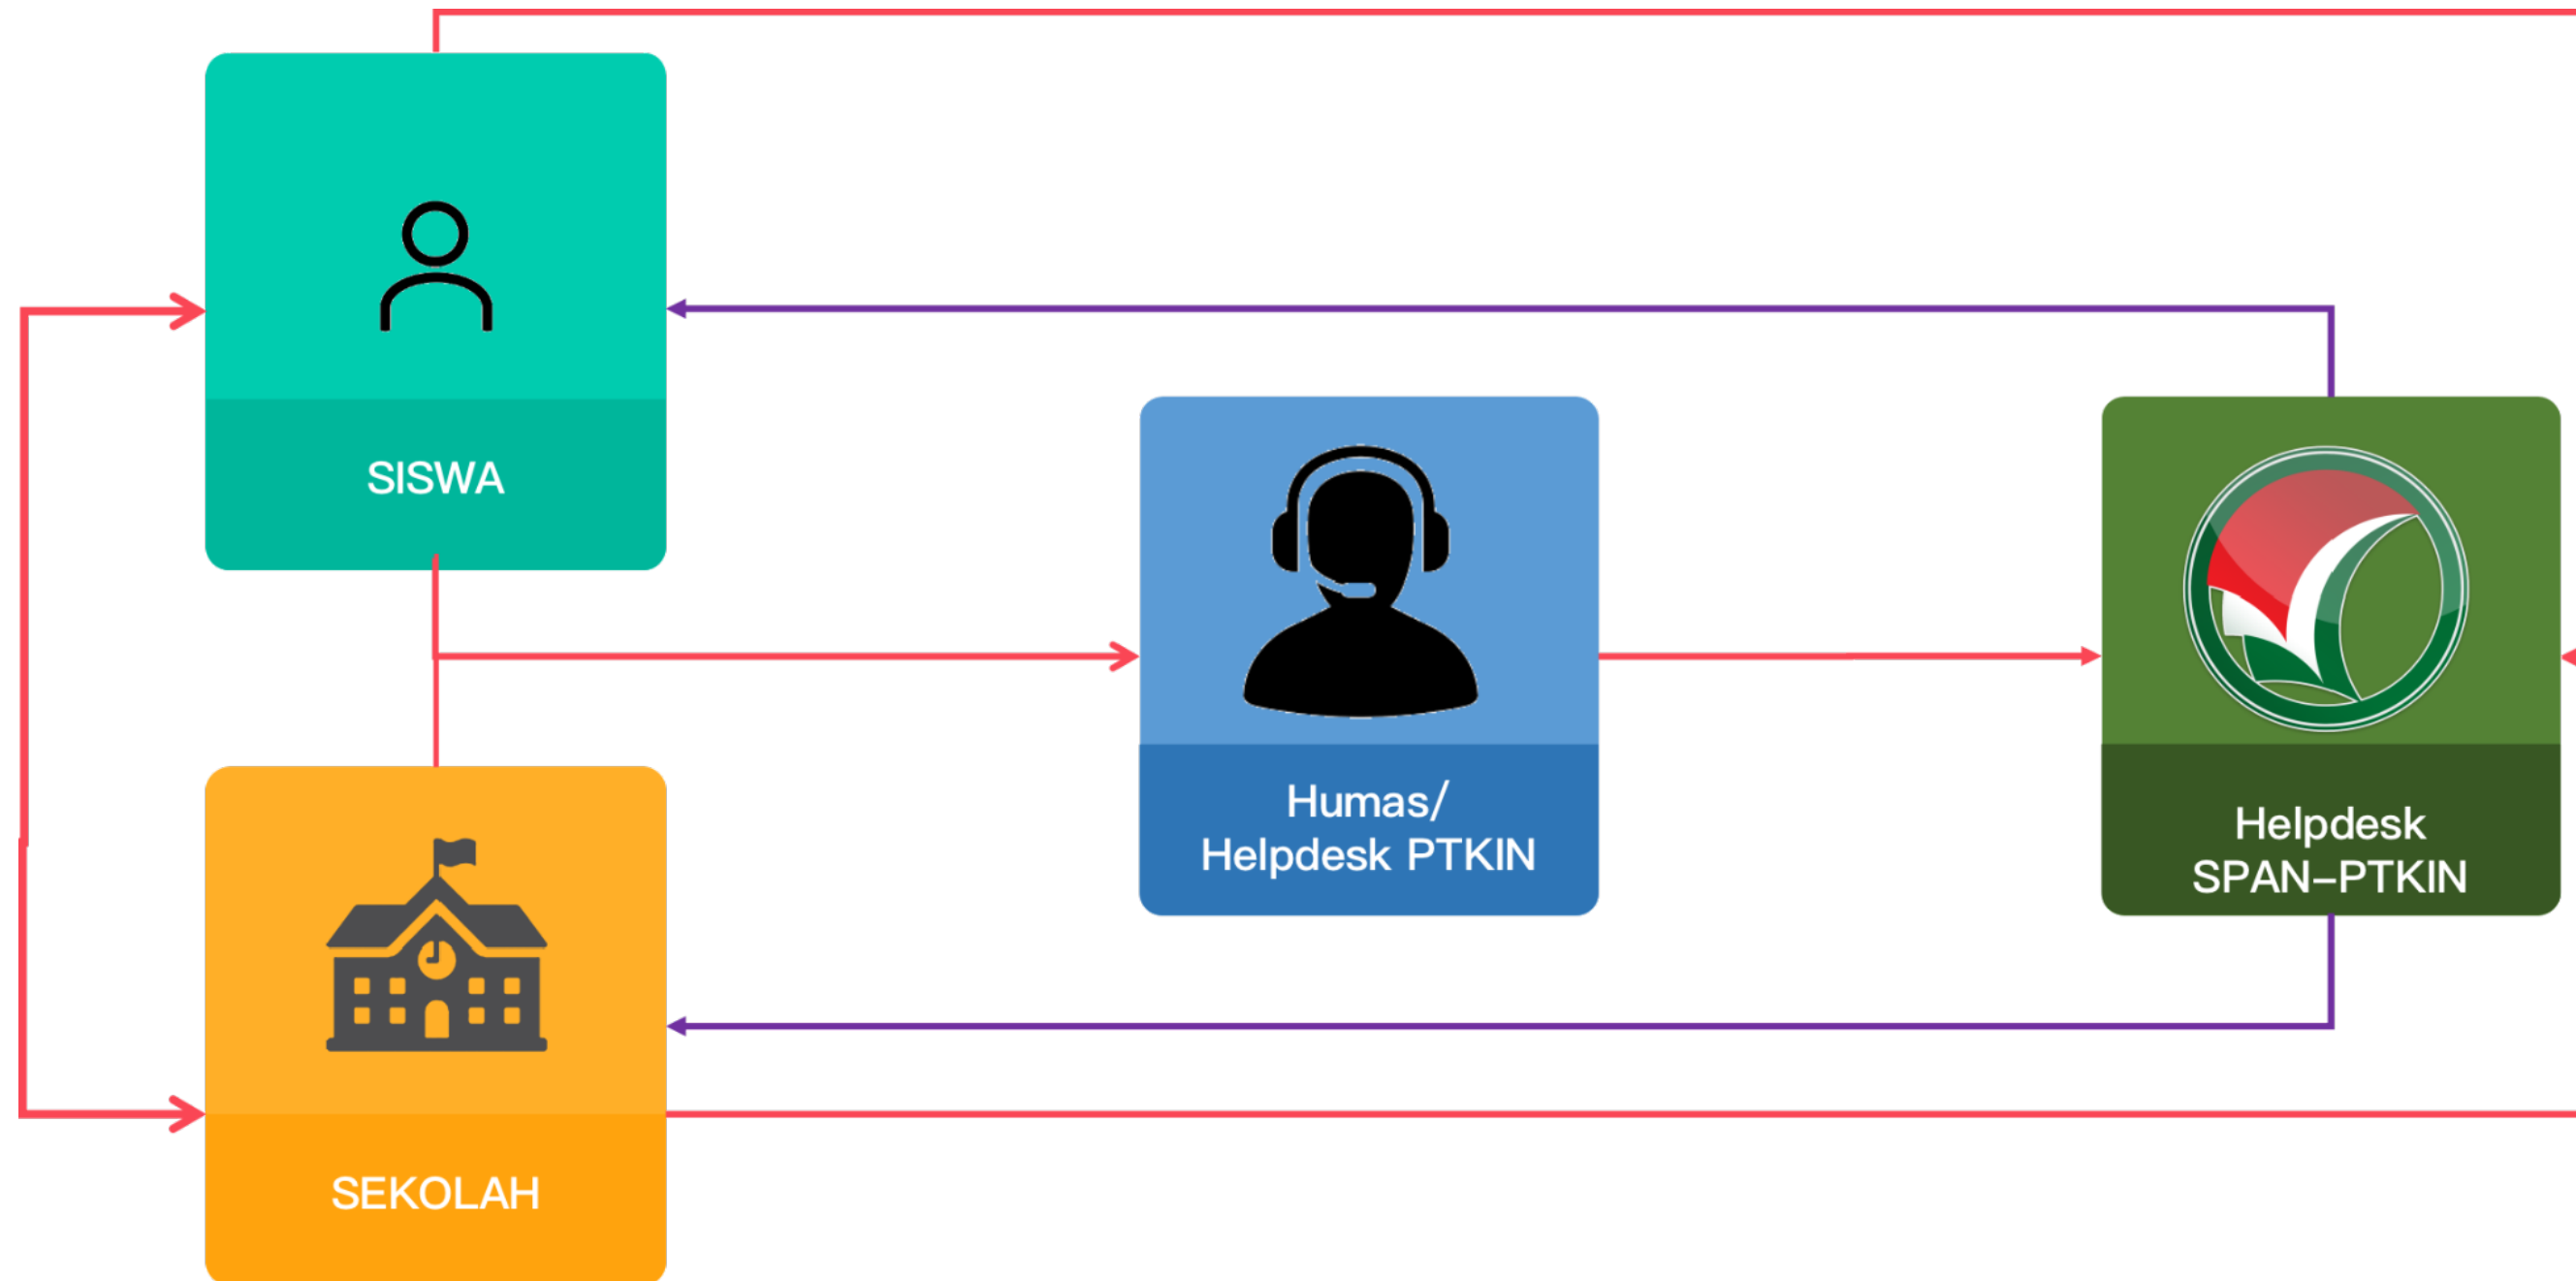 SISWA
Humas/
Helpdesk PTKIN
Helpdesk
SPAN-PTKIN
SEKOLAH